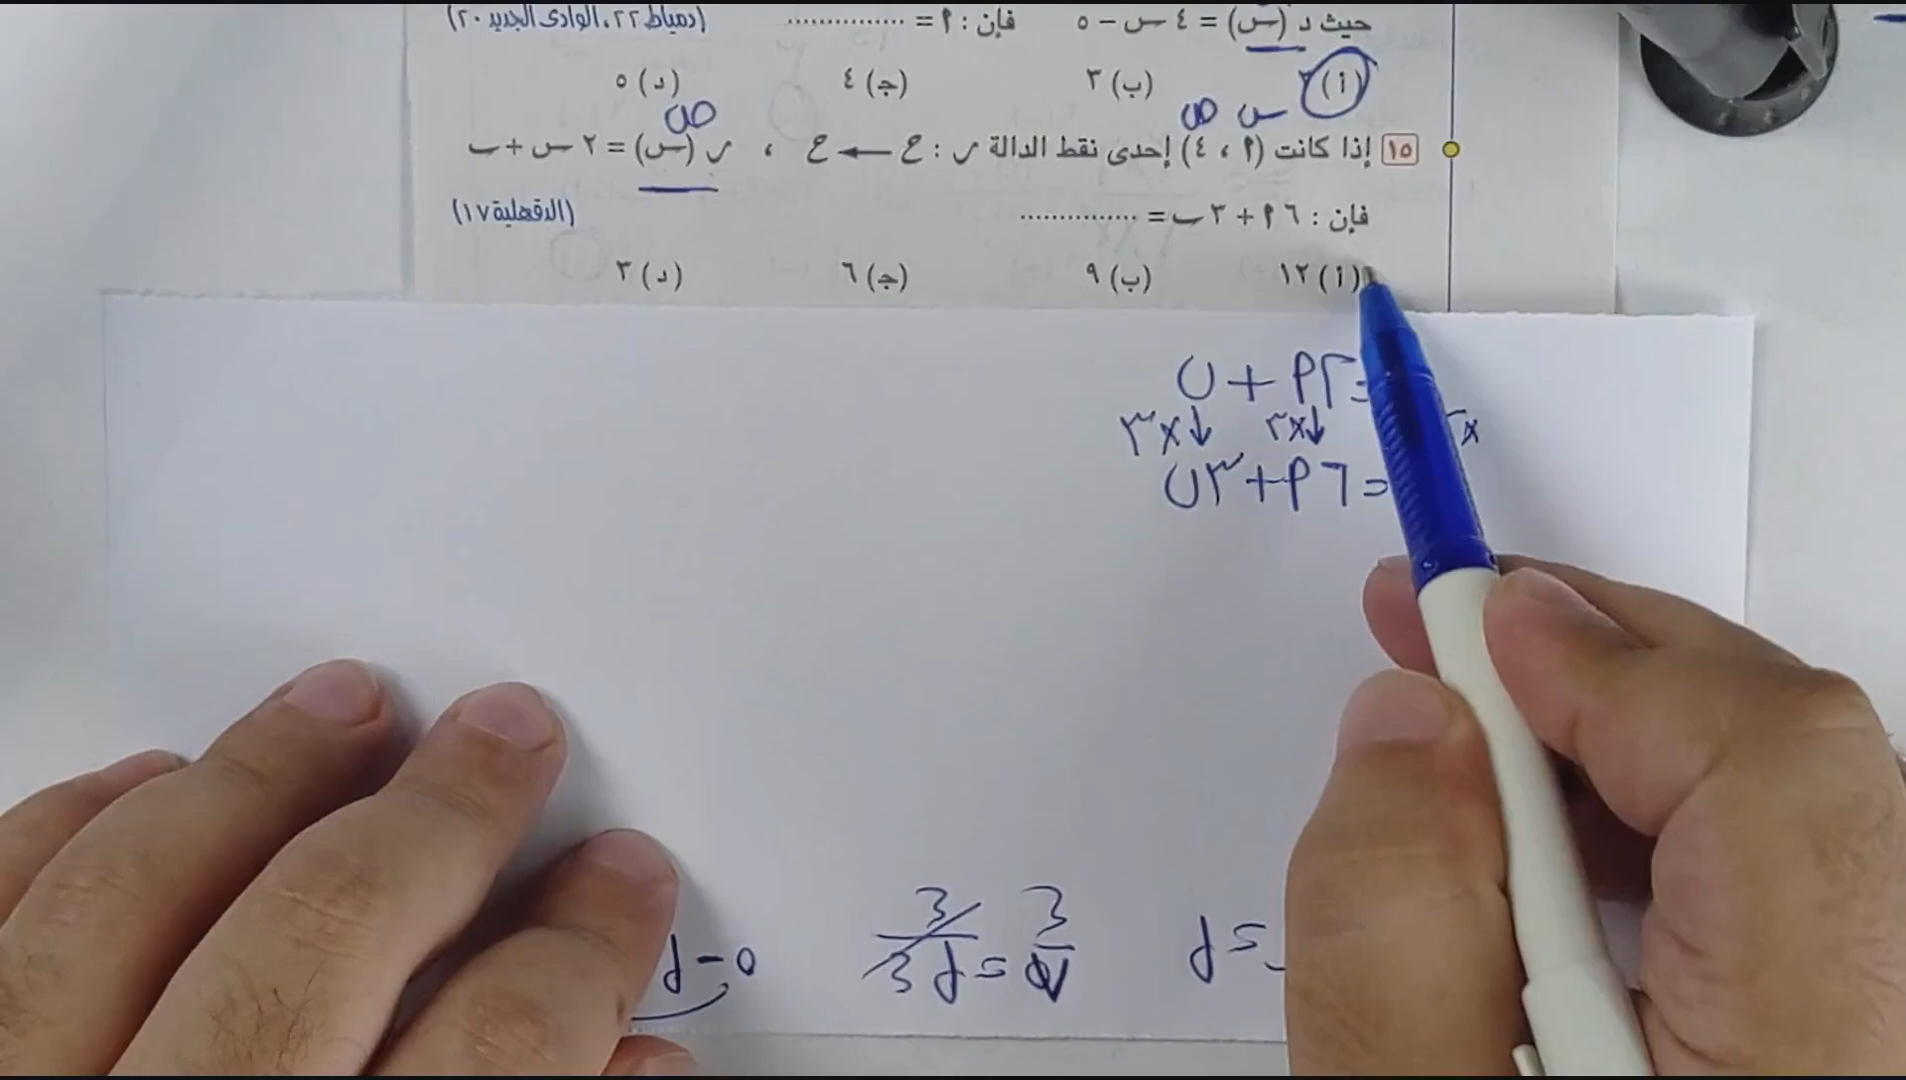 حيث د (س) = ٤ س − ٥ فإن : ٢ = ............... (دمياط ٢٢، الوادى الجديد ٢٠)
(أ) (ب) ٣ (جـ) ٤ (د) ٥
س ص ص
١٥ إذا كانت (٢ ، ٤) إحدى نقط الدالة س : ع ← ع ، س (س) = ٢ س + ب
فإن : ٦ ٢ + ٣ ب = ............... (الدقهلية ١٧)
(أ) ١٢ (ب) ٩ (جـ) ٦ (د) ٣
= ٢ ٢ + ب
×٣ ↓ ×٣ ↓ ×
= ٦ ٢ + ٣ ب